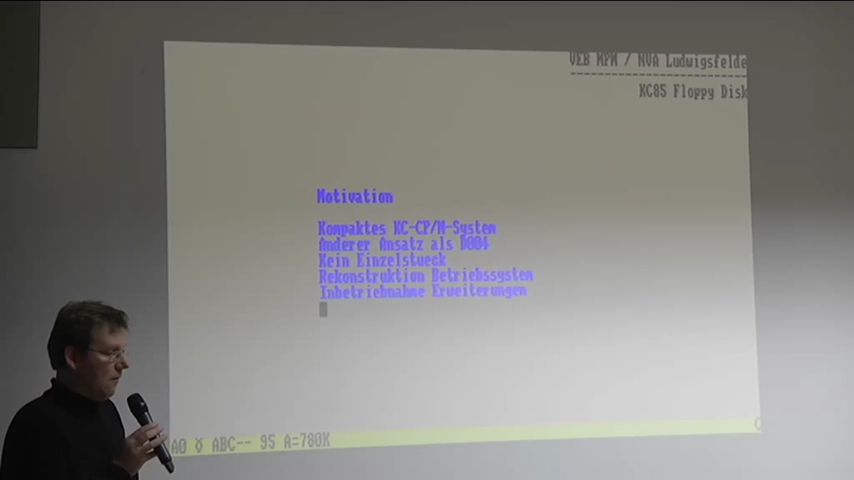 VEB MPM / NVA Ludwigsfelde
KC85 Floppy Disk
Motivation
Kompaktes KC-CP/M-System
Anderer Ansatz als D004
Kein Einzelstueck
Rekonstruktion Betriebssystem
Inbetriebnahme Erweiterungen
A0 ABC-- 95 A=780K